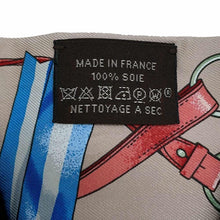 MADE IN FRANCE
100% SOIE
NETTOYAGE A SEC